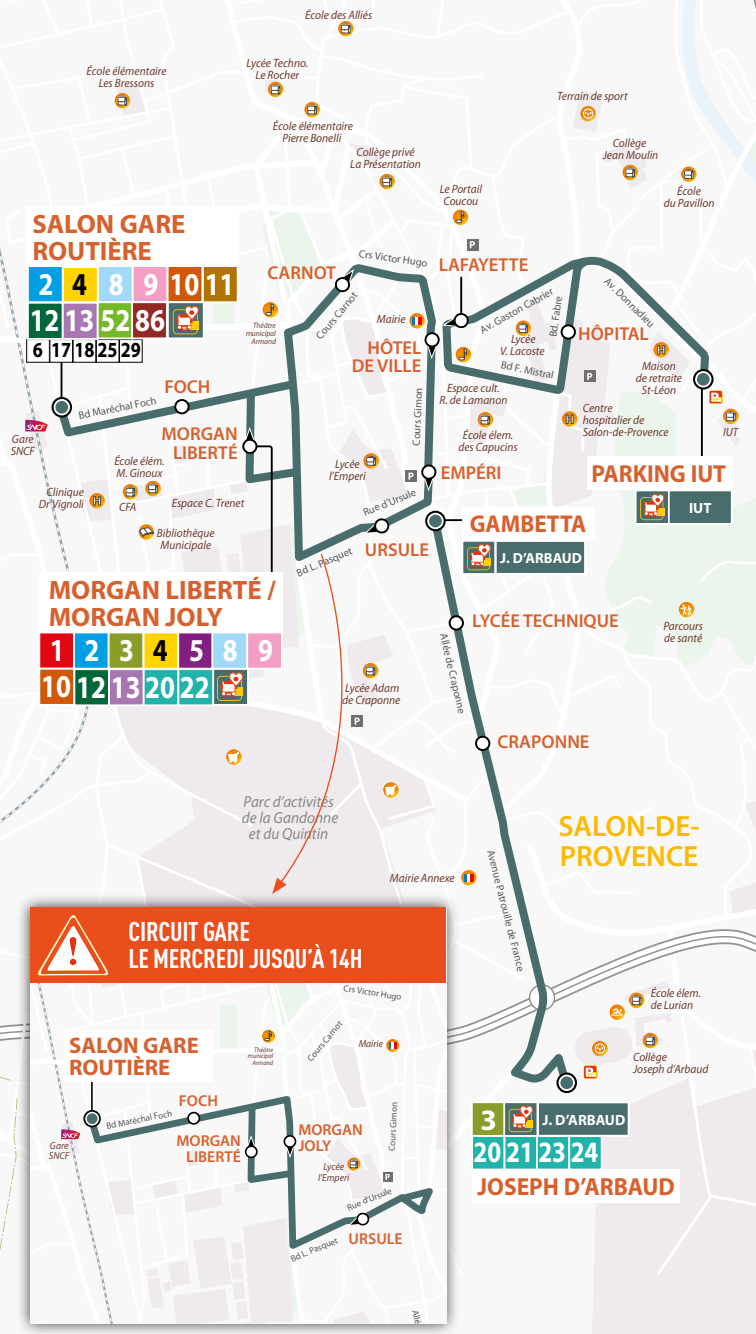 École des Alliés
École élémentaire
Les Bressons
Lycée Techno.
Le Rocher
École élémentaire
Pierre Bonelli
Terrain de sport
Collège privé
La Présentation
Collège
Jean Moulin
École
du Pavillon
Le Portail
Coucou
P
SALON GARE
ROUTIÈRE
2 4 8 9 10 11
12 13 52 86
6 17 18 25 29
CARNOT
Crs Victor Hugo
LAFAYETTE
Cours Carnot
Théâtre
municipal
Armand
Mairie
HÔTEL
DE VILLE
Av. Gaston Cabrier
Lycée
V. Lacoste
Bd. Fabre
Av. Donnadieu
HÔPITAL
Bd F. Mistral
Maison
de retraite
St-Léon
P
P+R
IUT
Espace cult.
R. de Lamanon
École élem.
des Capucins
Centre
hospitalier de
Salon-de-Provence
Bd Maréchal Foch
FOCH
SNCF
Gare
SNCF
MORGAN
LIBERTÉ
Cours Gimon
École élém.
M. Ginoux
CFA
Clinique
Dr Vignoli
Espace C. Trenet
Bibliothèque
Municipale
Lycée
l'Emperi
P
EMPÉRI
Rue d'Ursule
URSULE
Bd L. Pasquet
PARKING IUT
IUT
GAMBETTA
J. D'ARBAUD
MORGAN LIBERTÉ /
MORGAN JOLY
1 2 3 4 5 8 9
10 12 13 20 22
LYCÉE TECHNIQUE
Allée de Craponne
Parcours
de santé
Lycée Adam
de Craponne
P
CRAPONNE
Parc d'activités
de la Gandonne
et du Quintin
SALON-DE-
PROVENCE
Mairie Annexe
Avenue Patrouille de France
CIRCUIT GARE
LE MERCREDI JUSQU'À 14H
Crs Victor Hugo
Cours Carnot
Théâtre
municipal
Armand
Mairie
SALON GARE
ROUTIÈRE
FOCH
Bd Maréchal Foch
SNCF
Gare
SNCF
MORGAN
LIBERTÉ
MORGAN
JOLY
Cours Gimon
Lycée
l'Emperi
P
Rue d'Ursule
URSULE
Bd L. Pasquet
Allé
École élem.
de Lurian
Collège
Joseph d'Arbaud
3 J. D'ARBAUD
20 21 23 24
JOSEPH D'ARBAUD